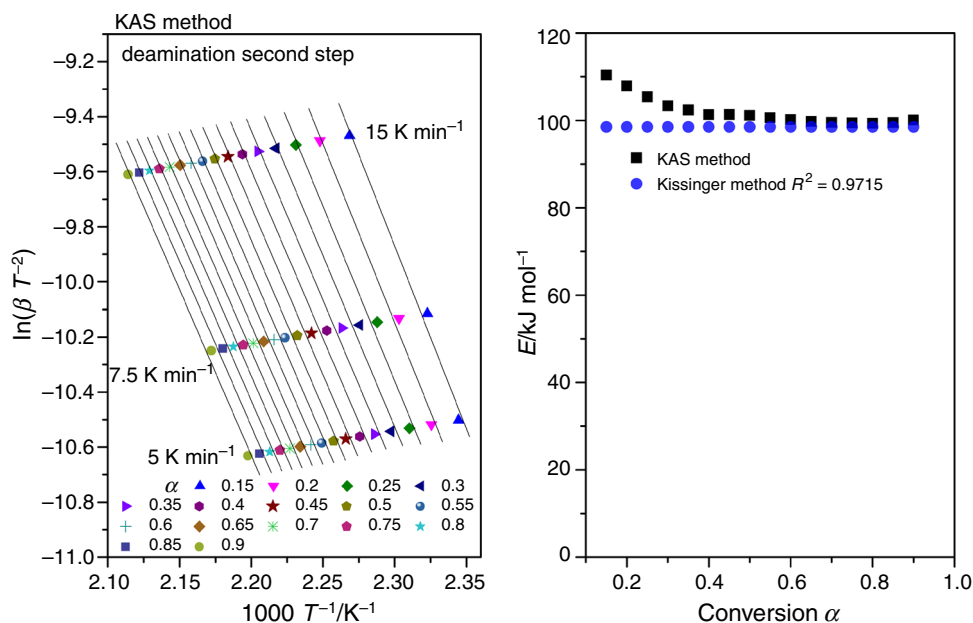 KAS method
deamination second step
−9.2
−9.4
−9.6
−9.8
−10.0
−10.2
−10.4
−10.6
−10.8
−11.0
ln(β T⁻²)
15 K min⁻¹
7.5 K min⁻¹
5 K min⁻¹
α 0.15 0.2 0.25 0.3
0.35 0.4 0.45 0.5 0.55
0.6 0.65 0.7 0.75 0.8
0.85 0.9
2.10 2.15 2.20 2.25 2.30 2.35
1000 T⁻¹/K⁻¹
120
100
80
60
40
20
0
E/kJ mol⁻¹
KAS method
Kissinger method R² = 0.9715
0.2 0.4 0.6 0.8 1.0
Conversion α